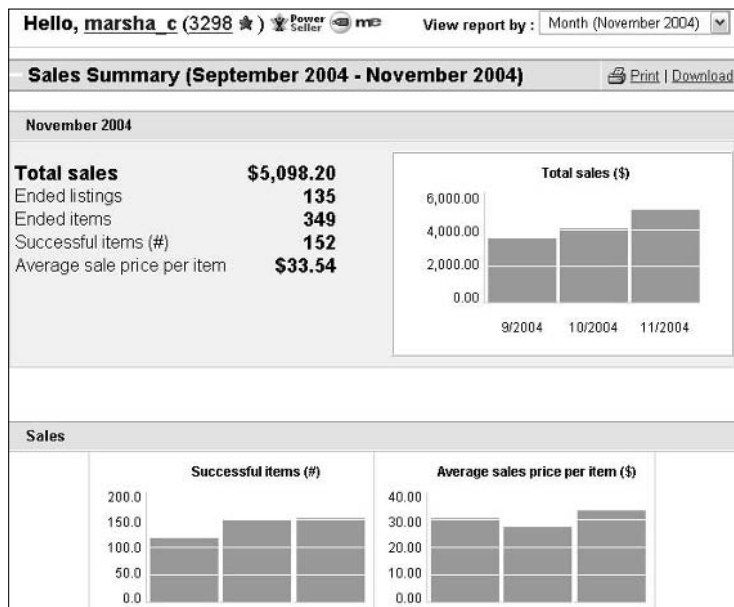 Hello, marsha_c (3298 ) Power Seller me
View report by : Month (November 2004)
Sales Summary (September 2004 - November 2004)
Print | Download
November 2004
Total sales $5,098.20
Ended listings 135
Ended items 349
Successful items (#) 152
Average sale price per item $33.54
Total sales ($)
6,000.00
4,000.00
2,000.00
0.00
9/2004 10/2004 11/2004
Sales
Successful items (#)
200.0
150.0
100.0
50.0
0.0
Average sales price per item ($)
40.00
30.00
20.00
10.00
0.00